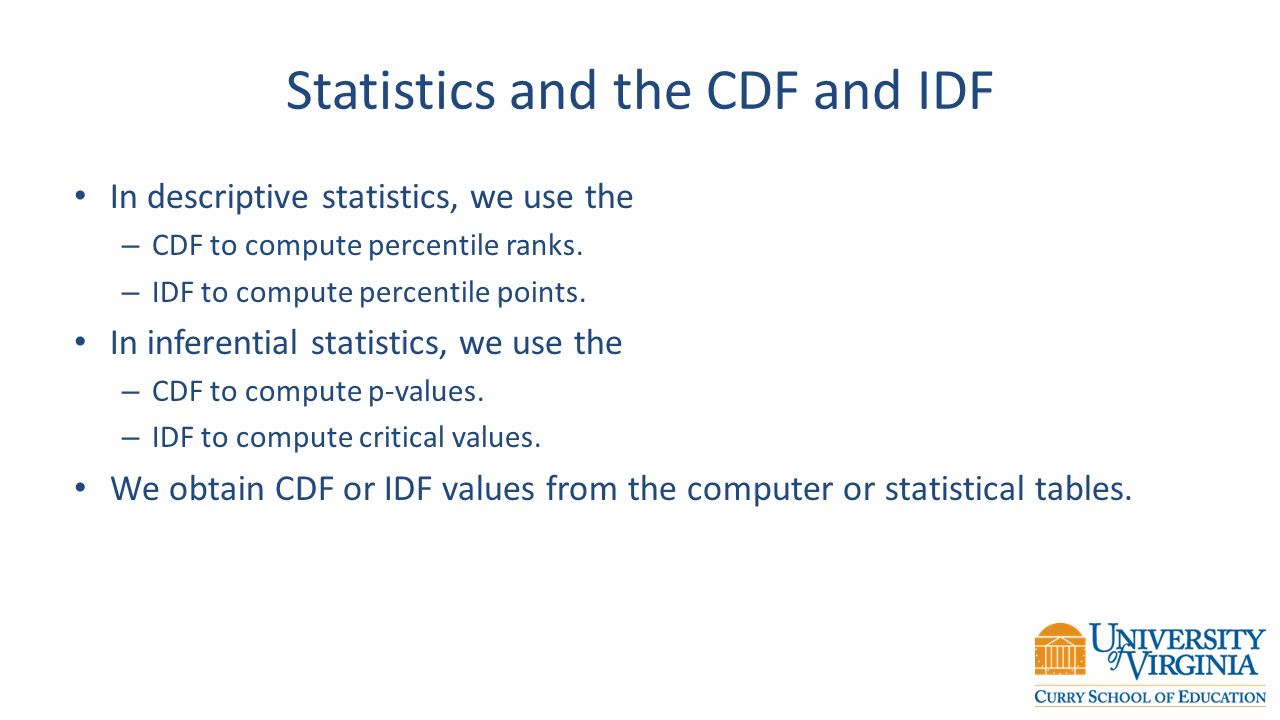 Statistics and the CDF and IDF
• In descriptive statistics, we use the
– CDF to compute percentile ranks.
– IDF to compute percentile points.
• In inferential statistics, we use the
– CDF to compute p-values.
– IDF to compute critical values.
• We obtain CDF or IDF values from the computer or statistical tables.
UNIVERSITY
of VIRGINIA
CURRY SCHOOL OF EDUCATION